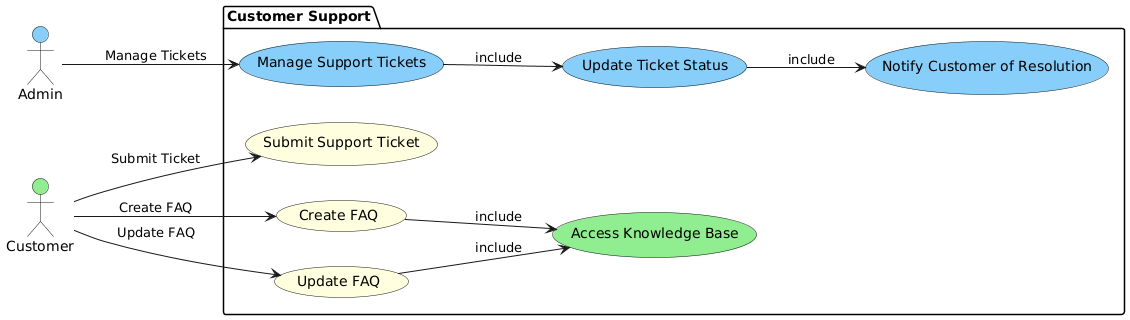 Customer Support
Admin
Manage Tickets
Manage Support Tickets
include
Update Ticket Status
include
Notify Customer of Resolution
Customer
Submit Ticket
Submit Support Ticket
Create FAQ
Create FAQ
include
Access Knowledge Base
Update FAQ
Update FAQ
include